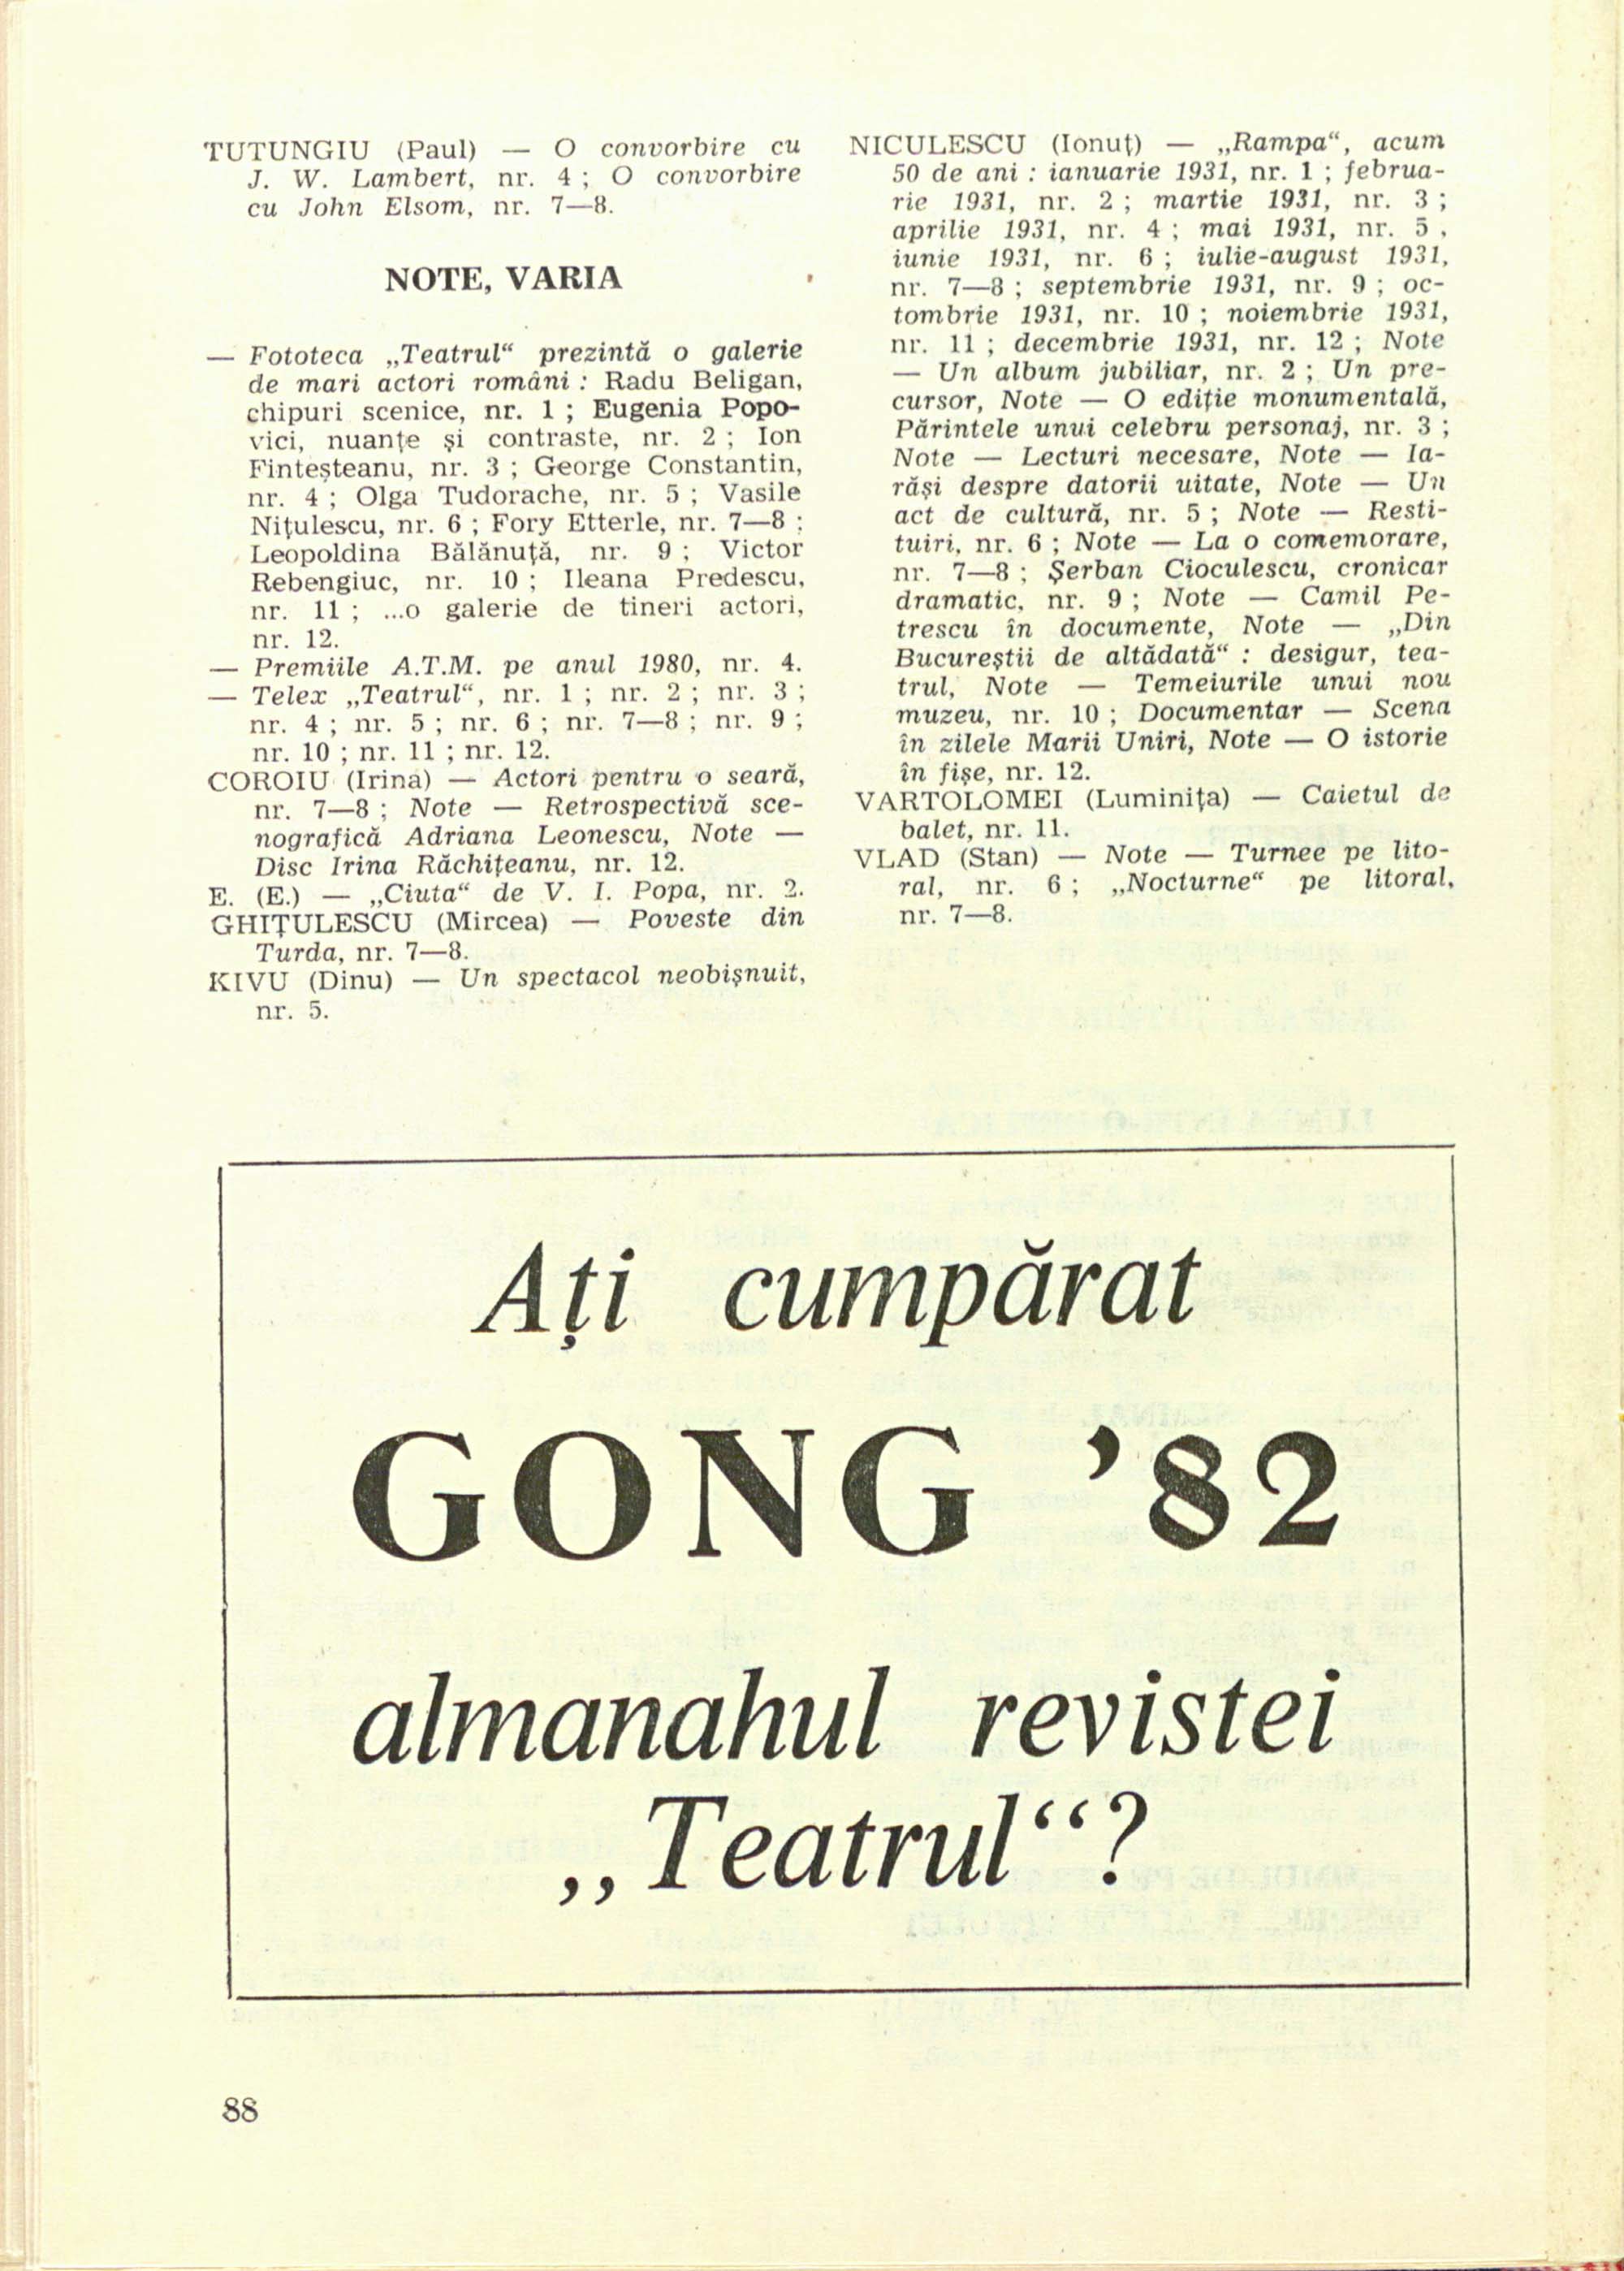 TUTUNGIU (Paul) — O convorbire cu
J. W. Lambert, nr. 4 ; O convorbire
cu John Elsom, nr. 7—8.
NOTE, VARIA
— Fototeca „Teatrul“ prezintă o galerie
de mari actori români : Radu Beligan,
chipuri scenice, nr. 1 ; Eugenia Popo-
vici, nuanțe și contraste, nr. 2 ; Ion
Finteșteanu, nr. 3 ; George Constantin,
nr. 4 ; Olga Tudorache, nr. 5 ; Vasile
Nițulescu, nr. 6 ; Fory Etterle, nr. 7—8 ;
Leopoldina Bălănuță, nr. 9 ; Victor
Rebengiuc, nr. 10 ; Ileana Predescu,
nr. 11 ; ...o galerie de tineri actori,
nr. 12.
— Premiile A.T.M. pe anul 1980, nr. 4.
— Telex „Teatrul“, nr. 1 ; nr. 2 ; nr. 3 ;
nr. 4 ; nr. 5 ; nr. 6 ; nr. 7—8 ; nr. 9 ;
nr. 10 ; nr. 11 ; nr. 12.
COROIU (Irina) — Actori pentru o seară,
nr. 7—8 ; Note — Retrospectivă sce-
nografică Adriana Leonescu, Note —
Disc Irina Răchițeanu, nr. 12.
E. (E.) — „Ciuta“ de V. I. Popa, nr. 2.
GHIȚULESCU (Mircea) — Poveste din
Turda, nr. 7—8.
KIVU (Dinu) — Un spectacol neobișnuit,
nr. 5.
NICULESCU (Ionuț) — „Rampa“, acum
50 de ani : ianuarie 1931, nr. 1 ; februa-
rie 1931, nr. 2 ; martie 1931, nr. 3 ;
aprilie 1931, nr. 4 ; mai 1931, nr. 5 ,
iunie 1931, nr. 6 ; iulie-august 1931,
nr. 7—8 ; septembrie 1931, nr. 9 ; oc-
tombrie 1931, nr. 10 ; noiembrie 1931,
nr. 11 ; decembrie 1931, nr. 12 ; Note
— Un album jubiliar, nr. 2 ; Un pre-
cursor, Note — O ediție monumentală,
Părintele unui celebru personaj, nr. 3 ;
Note — Lecturi necesare, Note — Ia-
răși despre datorii uitate, Note — Un
act de cultură, nr. 5 ; Note — Resti-
tuiri, nr. 6 ; Note — La o comemorare,
nr. 7—8 ; Șerban Cioculescu, cronicar
dramatic, nr. 9 ; Note — Camil Pe-
trescu în documente, Note — „Din
Bucureștii de altădată“ : desigur, tea-
trul, Note — Temeiurile unui nou
muzeu, nr. 10 ; Documentar — Scena
în zilele Marii Uniri, Note — O istorie
în fișe, nr. 12.
VARTOLOMEI (Luminița) — Caietul de
balet, nr. 11.
VLAD (Stan) — Note — Turnee pe lito-
ral, nr. 6 ; „Nocturne“ pe litoral,
nr. 7—8.
Ați cumpărat
GONG ’82
almanahul revistei
„Teatrul“?
88